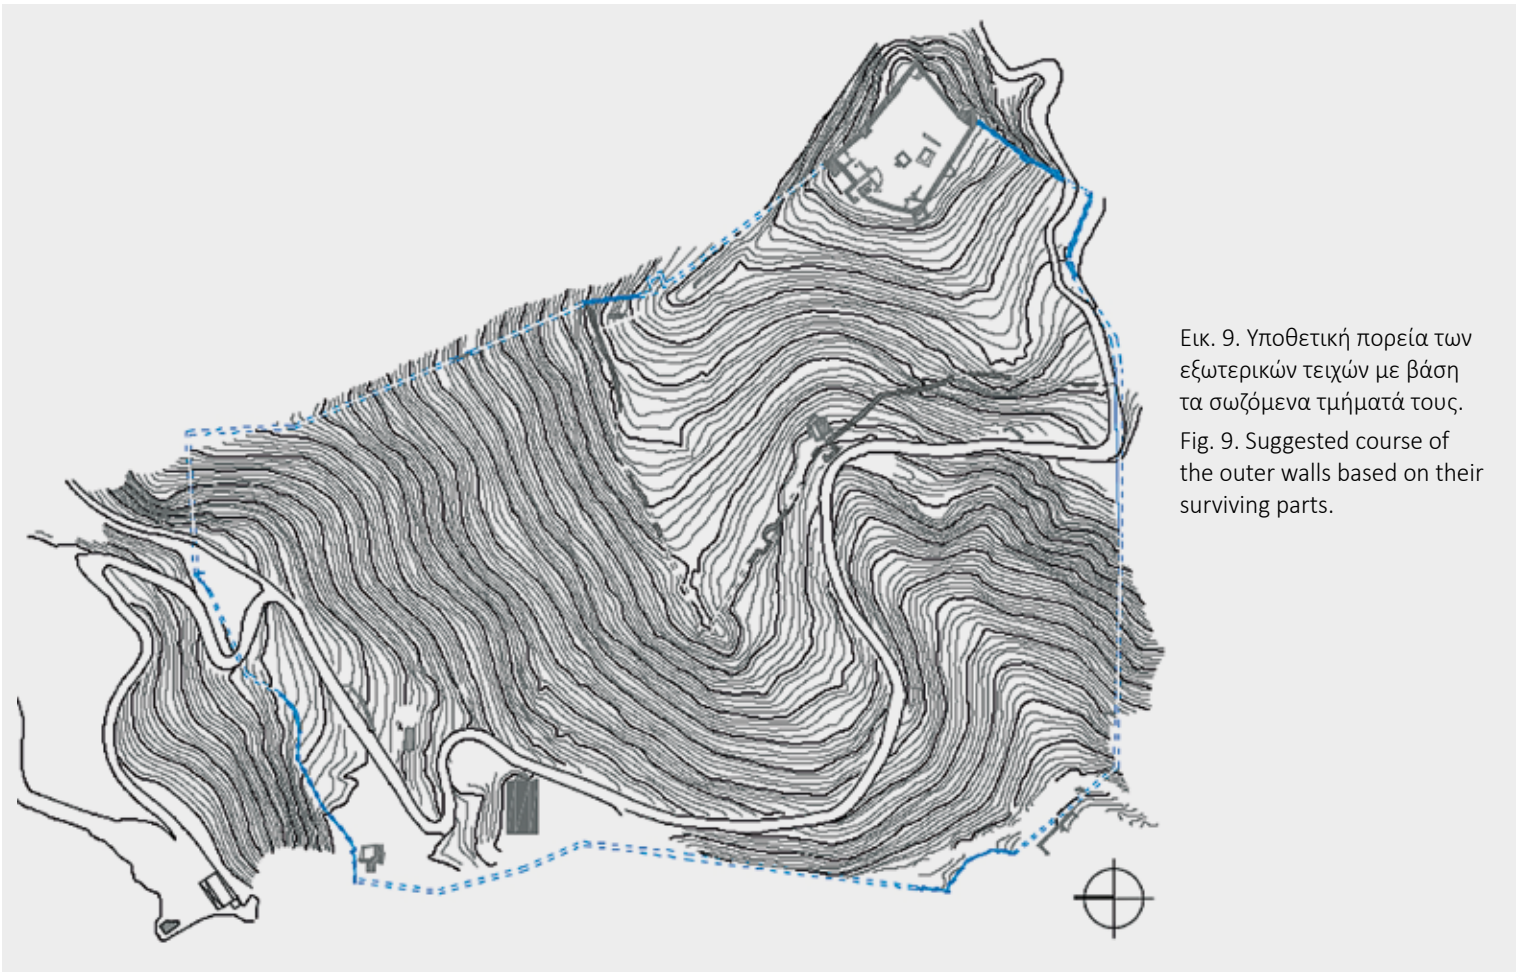 Εικ. 9. Υποθετική πορεία των
εξωτερικών τειχών με βάση
τα σωζόμενα τμήματά τους.
Fig. 9. Suggested course of
the outer walls based on their
surviving parts.